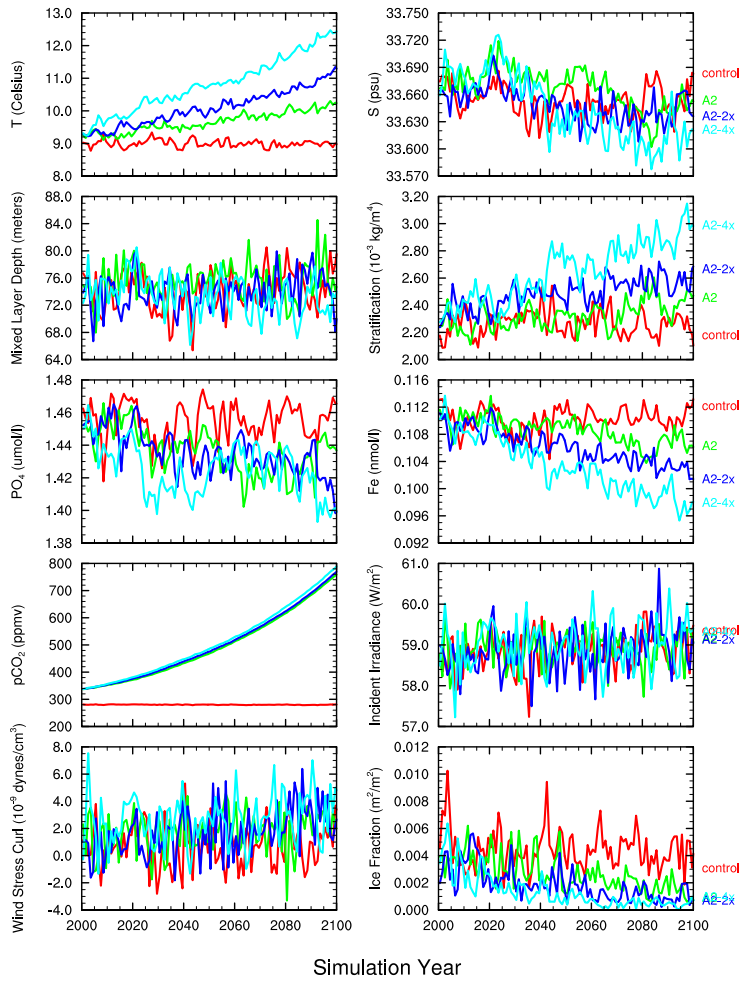 13.0
12.0
11.0
10.0
9.0
8.0
T (Celsius)
33.750
33.720
33.690
33.660
33.630
33.600
33.570
S (psu)
control
A2
A2-2x
A2-4x
88.0
84.0
80.0
76.0
72.0
68.0
64.0
Mixed Layer Depth (meters)
3.20
3.00
2.80
2.60
2.40
2.20
2.00
Stratification (10⁻³ kg/m⁴)
A2-4x
A2-2x
A2
control
1.48
1.46
1.44
1.42
1.40
1.38
PO₄ (umol/l)
0.116
0.112
0.108
0.104
0.100
0.096
0.092
Fe (nmol/l)
control
A2
A2-2x
A2-4x
800
700
600
500
400
300
200
pCO₂ (ppmv)
61.0
60.0
59.0
58.0
57.0
Incident Irradiance (W/m²)
control
A2-2x
8.0
6.0
4.0
2.0
0.0
-2.0
-4.0
Wind Stress Curl (10⁻⁹ dynes/cm³)
2000 2020 2040 2060 2080 2100
0.012
0.010
0.008
0.006
0.004
0.002
0.000
Ice Fraction (m²/m²)
control
A2-2x
2000 2020 2040 2060 2080 2100
Simulation Year